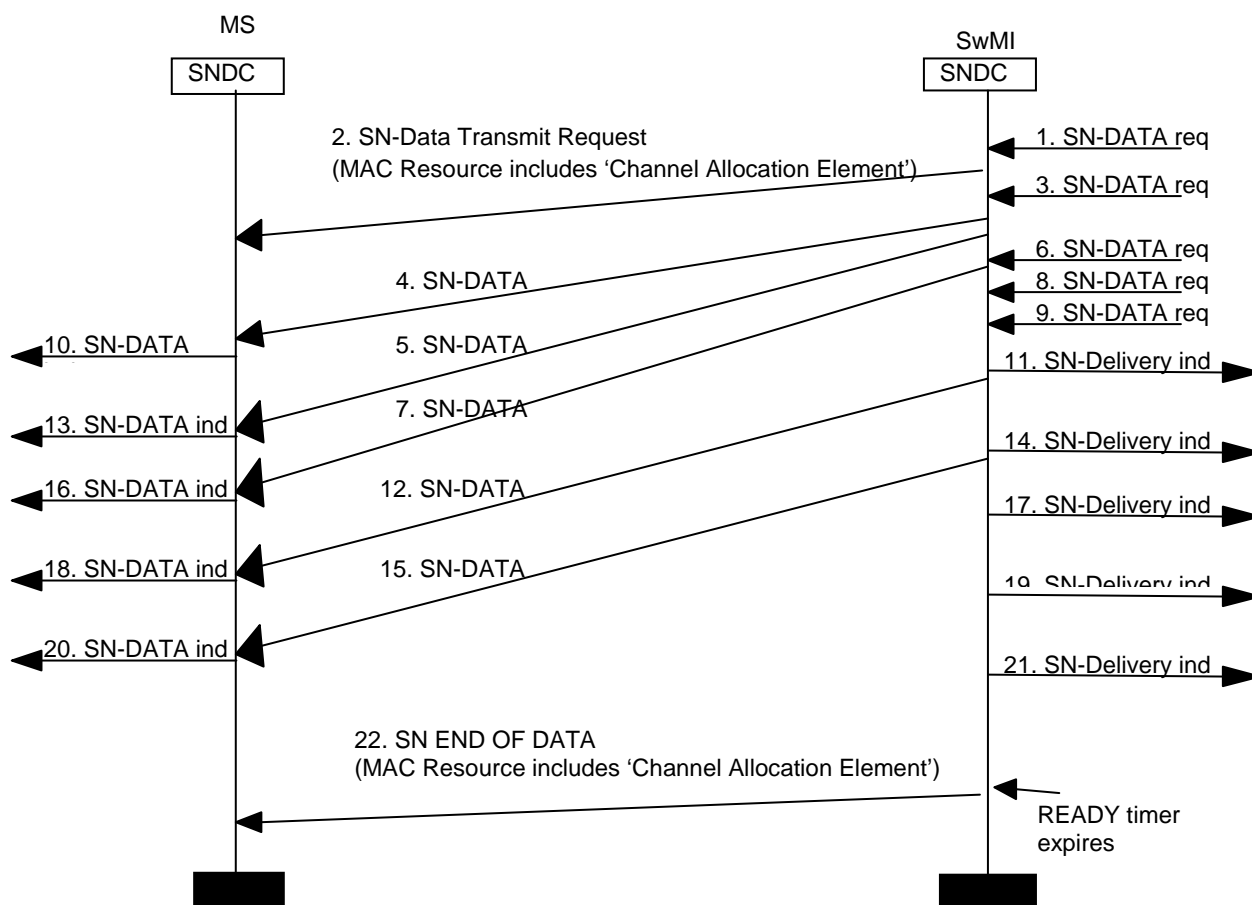 MS
SwMI
SNDC
SNDC
2. SN-Data Transmit Request
(MAC Resource includes ‘Channel Allocation Element’)
1. SN-DATA req
3. SN-DATA req
6. SN-DATA req
4. SN-DATA
8. SN-DATA req
9. SN-DATA req
10. SN-DATA
5. SN-DATA
11. SN-Delivery ind
7. SN-DATA
13. SN-DATA ind
14. SN-Delivery ind
16. SN-DATA ind
12. SN-DATA
17. SN-Delivery ind
18. SN-DATA ind
15. SN-DATA
19. SN-Delivery ind
20. SN-DATA ind
21. SN-Delivery ind
22. SN END OF DATA
(MAC Resource includes ‘Channel Allocation Element’)
READY timer
expires